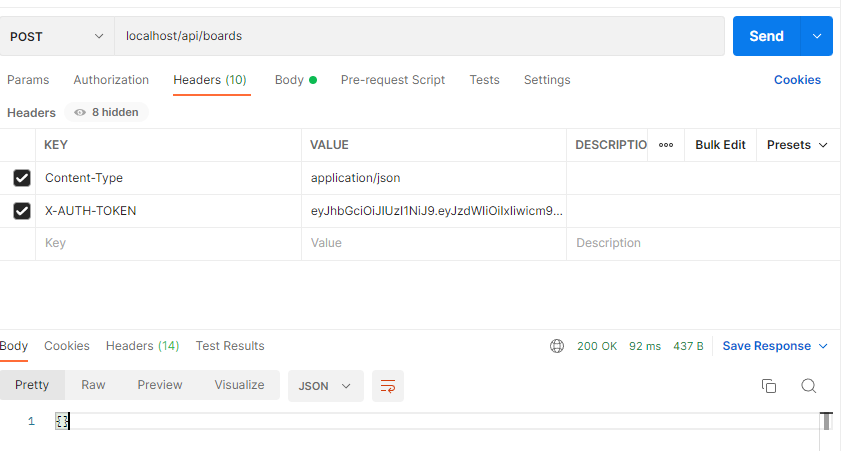 POST localhost/api/boards Send
Params Authorization Headers (10) Body Pre-request Script Tests Settings Cookies
Headers 8 hidden
KEY VALUE DESCRIPTIO ooo Bulk Edit Presets
Content-Type application/json
X-AUTH-TOKEN eyJhbGciOiJIUzI1NiJ9.eyJzdWIiOiIxIiwicm9...
Key Value Description
Body Cookies Headers (14) Test Results 200 OK 92 ms 437 B Save Response
Pretty Raw Preview Visualize JSON
1 {}